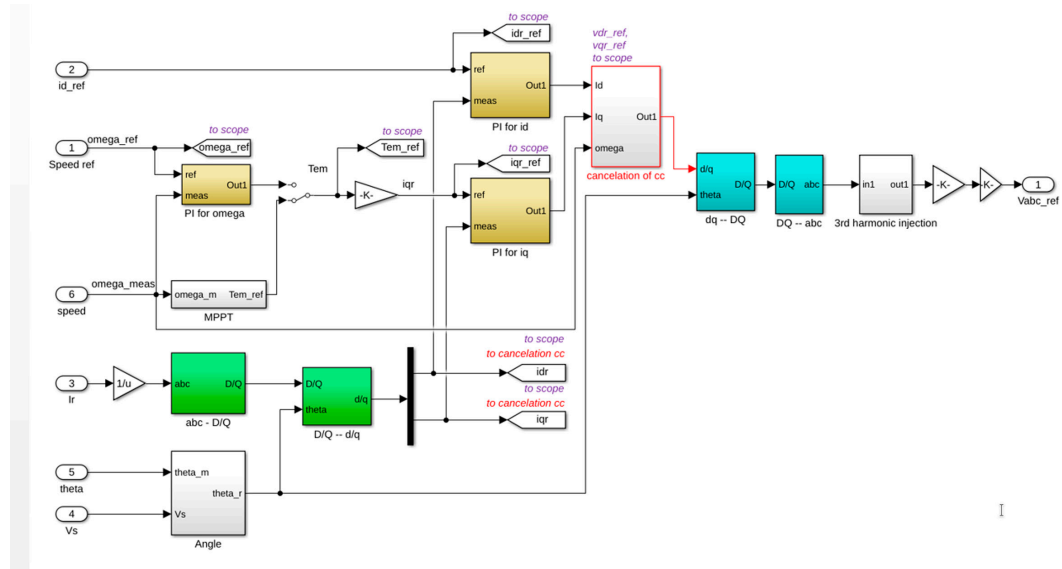 to scope
idr_ref
2
id_ref
ref
meas
Out1
PI for id
vdr_ref,
vqr_ref
to scope
Id
Iq
omega
Out1
cancelation of cc
1
Speed ref
omega_ref
to scope
omega_ref
ref
meas
Out1
PI for omega
Tem
to scope
Tem_ref
-K-
iqr
to scope
iqr_ref
ref
meas
Out1
PI for iq
d/q
theta
D/Q
dq -- DQ
D/Q
abc
DQ -- abc
in1
out1
3rd harmonic injection
-K-
-K-
1
Vabc_ref
6
speed
omega_meas
omega_m
Tem_ref
MPPT
3
Ir
1/u
abc
D/Q
abc - D/Q
D/Q
theta
d/q
D/Q -- d/q
to scope
to cancelation cc
idr
to scope
to cancelation cc
iqr
5
theta
4
Vs
theta_m
Vs
theta_r
Angle